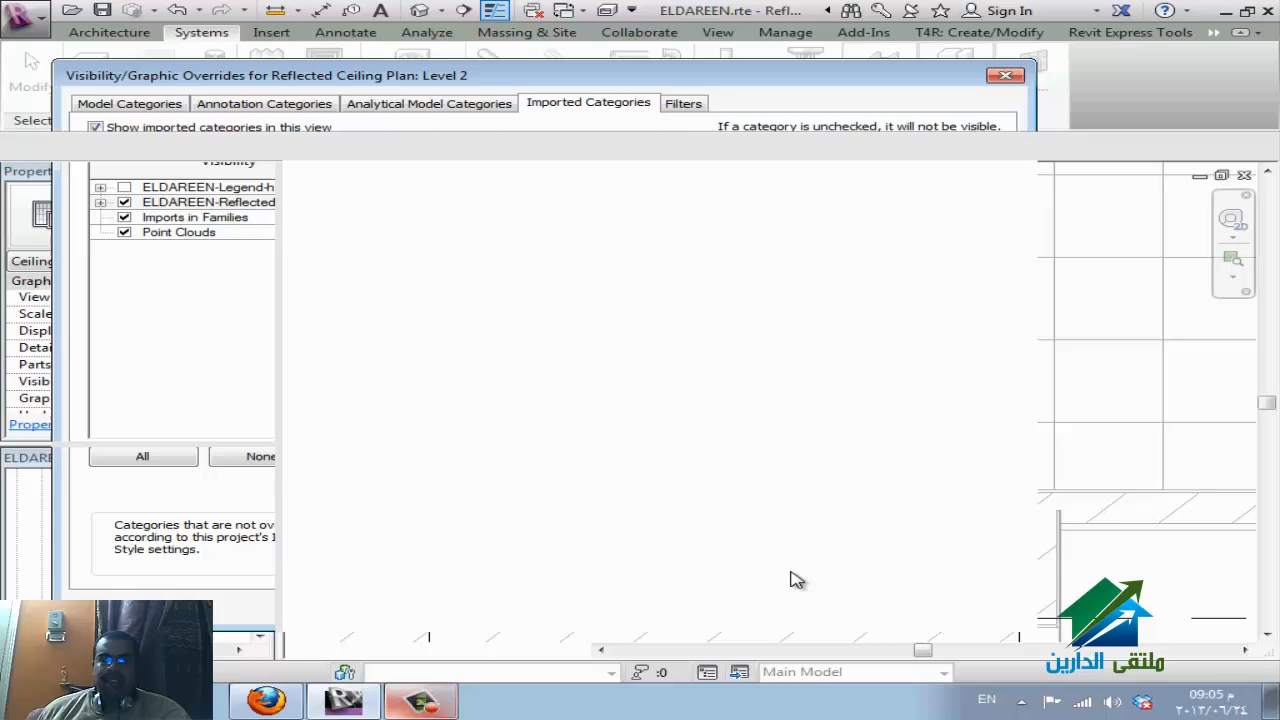 ELDAREEN.rte - Refl...
Sign In
Architecture Systems Insert Annotate Analyze Massing & Site Collaborate View Manage Add-Ins T4R: Create/Modify Revit Express Tools
Modif
Select
Visibility/Graphic Overrides for Reflected Ceiling Plan: Level 2
Model Categories Annotation Categories Analytical Model Categories Imported Categories Filters
Show imported categories in this view
If a category is unchecked, it will not be visible.
Visibility
Propert
ELDAREEN-Legend-h
ELDAREEN-Reflected
Imports in Families
Point Clouds
2D
Ceiling
Graph
View
Scale
Displ
Detai
Parts
Visib
Grap
Proper
ELDARE
All
None
Categories that are not ov
according to this project's I
Style settings.
ملتقى الدارين
:0
Main Model
EN
09:05 م
٢٠١٣/٠٦/٢٤